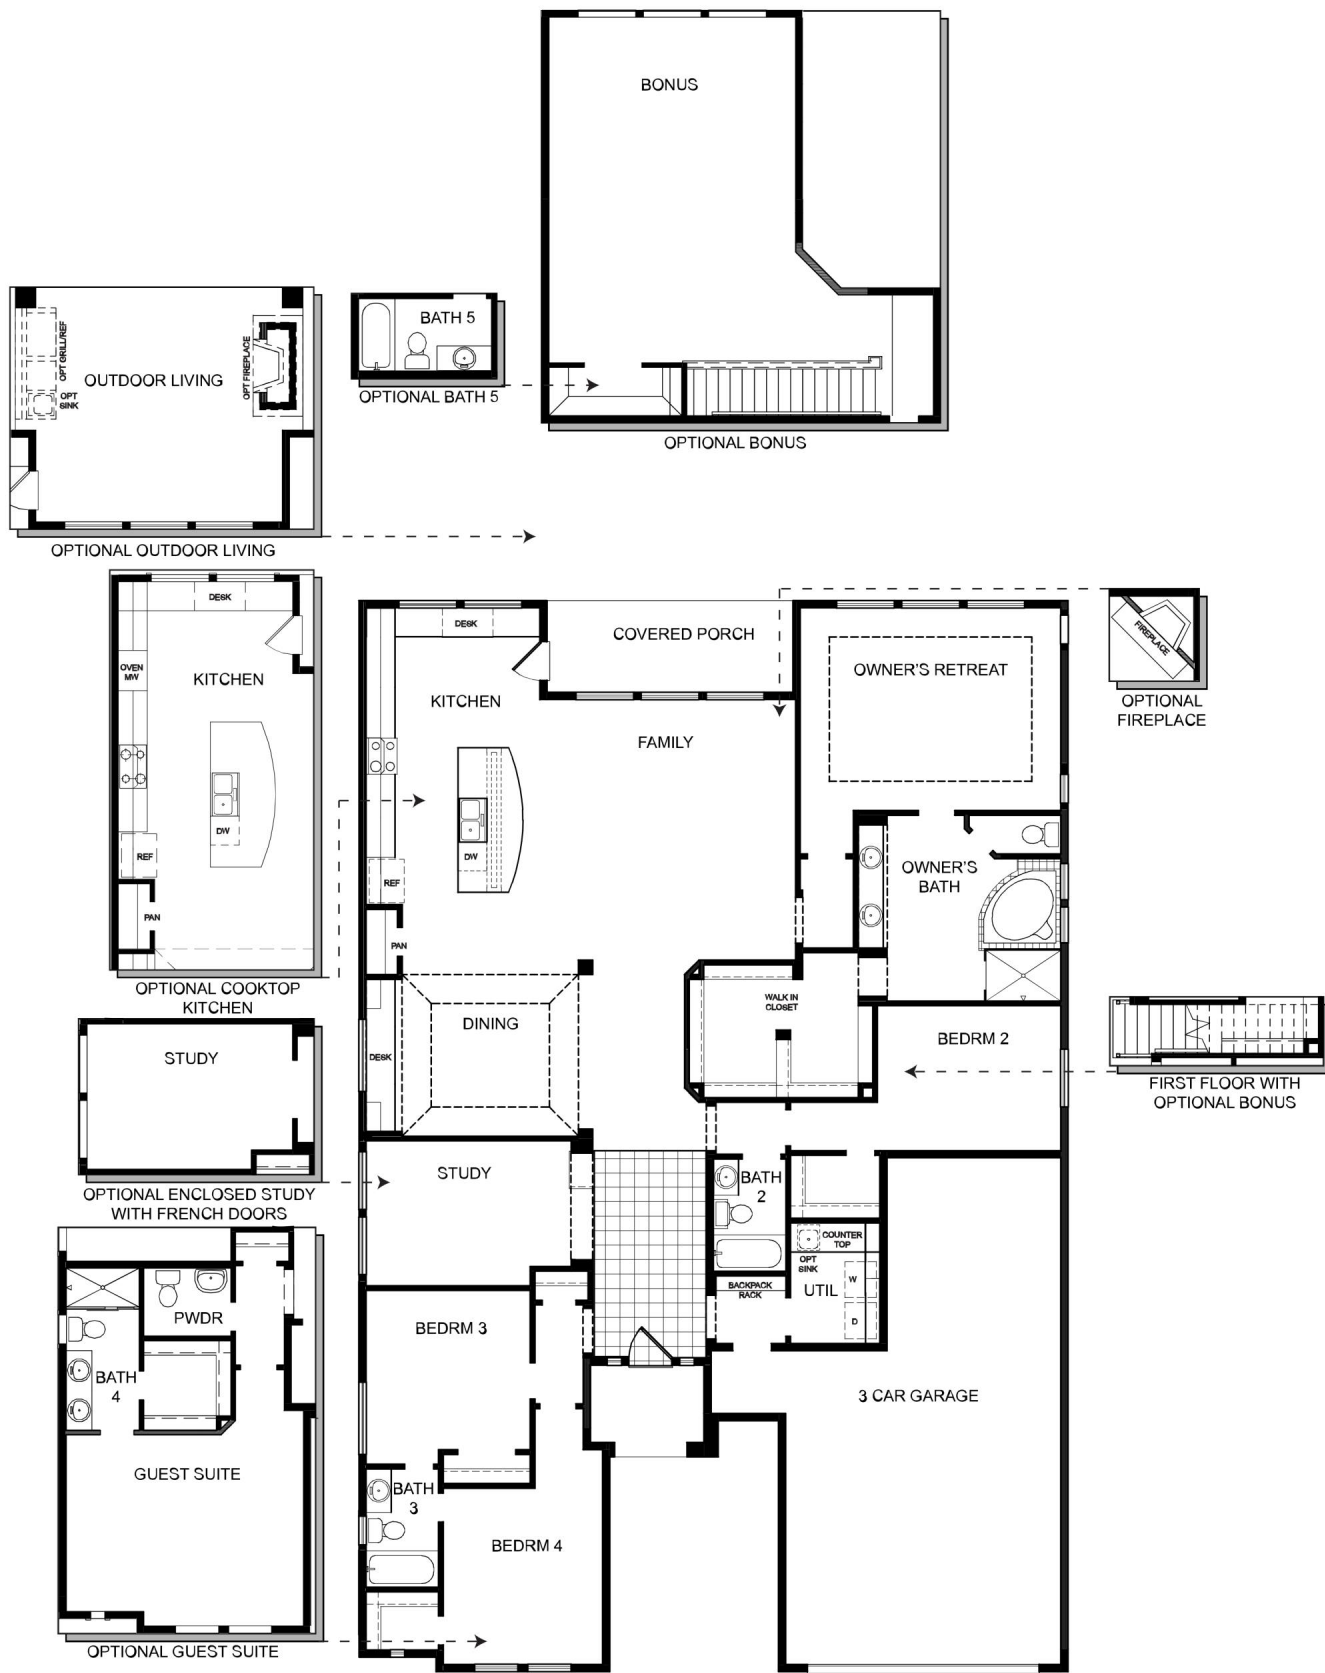 BONUS
OPTIONAL BONUS
BATH 5
OPTIONAL BATH 5
OPT GRILL/REF
OPT
SINK
OUTDOOR LIVING
OPT FIREPLACE
OPTIONAL OUTDOOR LIVING
DESK
OVEN
MW
KITCHEN
DW
REF
PAN
OPTIONAL COOKTOP
KITCHEN
STUDY
OPTIONAL ENCLOSED STUDY
WITH FRENCH DOORS
PWDR
BATH
4
GUEST SUITE
OPTIONAL GUEST SUITE
DESK
COVERED PORCH
KITCHEN
FAMILY
OWNER'S RETREAT
FIREPLACE
OPTIONAL
FIREPLACE
DW
REF
PAN
OWNER'S
BATH
DINING
DESK
WALK IN
CLOSET
BEDRM 2
FIRST FLOOR WITH
OPTIONAL BONUS
STUDY
BATH
2
COUNTER
TOP
OPT
SINK
W
UTIL
D
BACKPACK
RACK
BEDRM 3
3 CAR GARAGE
BATH
3
BEDRM 4